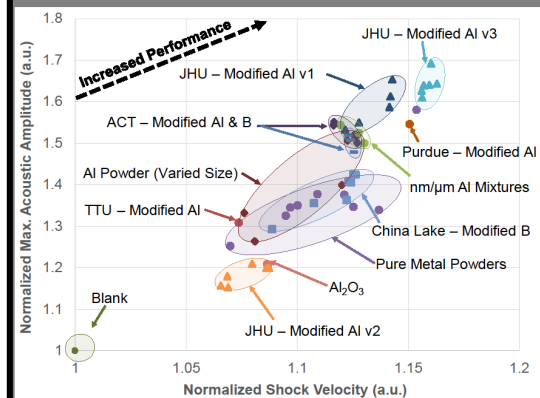 1.8
1.7
1.6
1.5
1.4
1.3
1.2
1.1
1
Normalized Max. Acoustic Amplitude (a.u.)
Increased Performance
JHU – Modified Al v3
JHU – Modified Al v1
ACT – Modified Al & B
Purdue – Modified Al
Al Powder (Varied Size)
nm/μm Al Mixtures
TTU – Modified Al
China Lake – Modified B
Pure Metal Powders
Al2O3
Blank
JHU – Modified Al v2
1 1.05 1.1 1.15 1.2
Normalized Shock Velocity (a.u.)